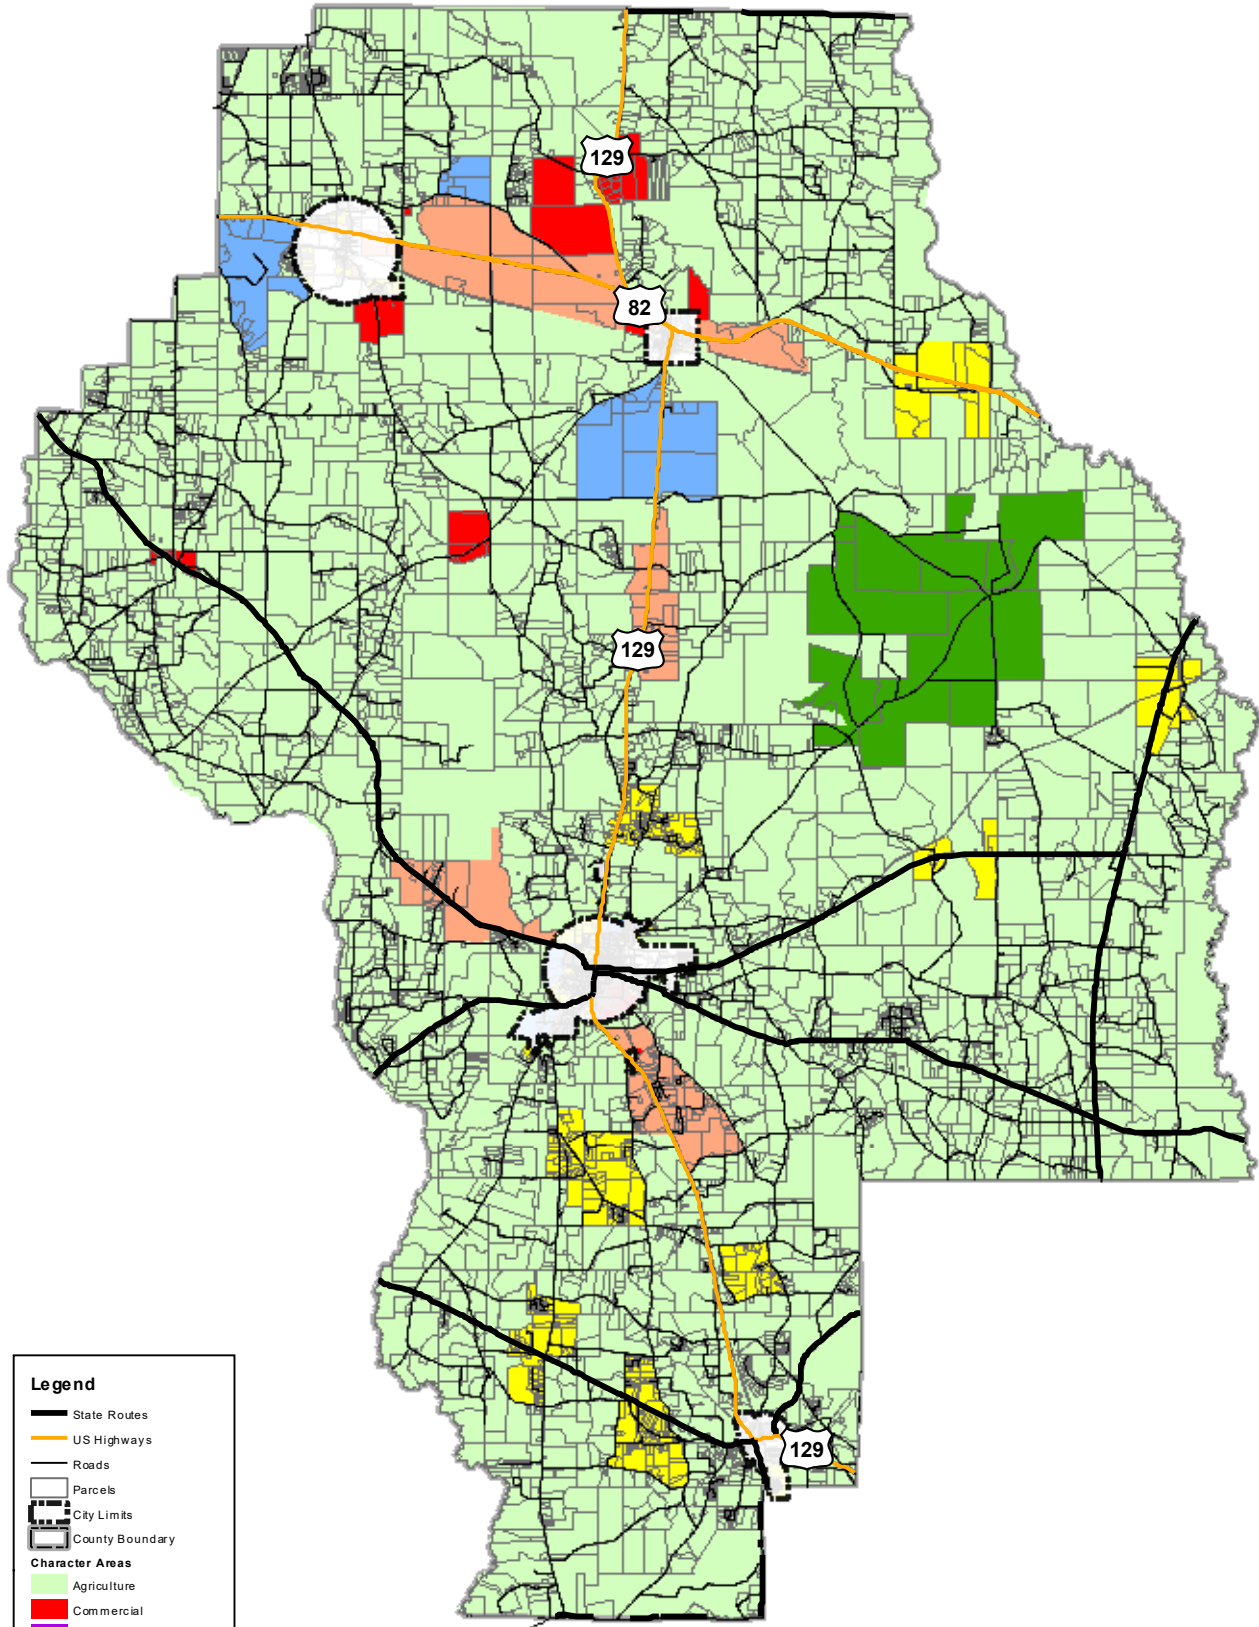 129
82
129
129
Legend
State Routes
US Highways
Roads
Parcels
City Limits
County Boundary
Character Areas
Agriculture
Commercial